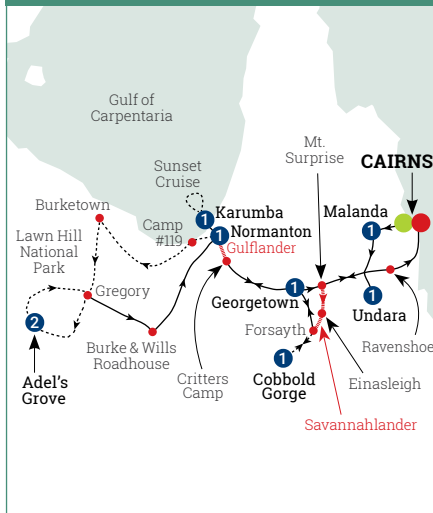 Gulf of
Carpentaria
Mt.
Surprise
CAIRNS
Sunset
Cruise
Burketown
Karumba
Malanda
1
Camp
#119
1
Normanton
1
Lawn Hill
National
Park
Gulflander
Gregory
Georgetown
1
1
Undara
2
Forsayth
Burke & Wills
Roadhouse
Ravenshoe
Adel's
Grove
Critters
Camp
1
Cobbold
Gorge
Einasleigh
Savannahlander